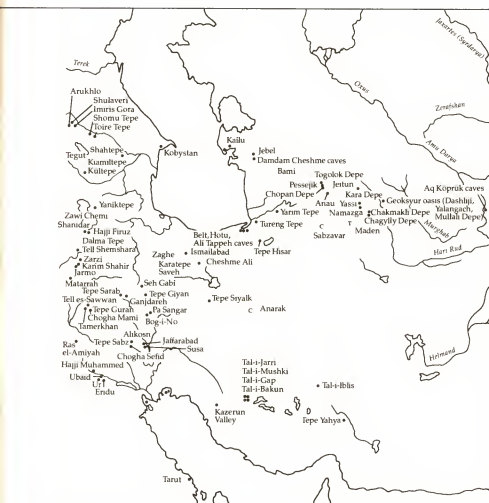 Jaxartes (Syrdarya)
Terek
Oxus
Zerafshan
Arukhlo
Shulaveri
Imiris Gora
Shomu Tepe
Toire Tepe
Amu Darya
Shahtepe
Tegut
Kumiltepe
Kültepe
Kobystan
Kailu
Jebel
Damdam Cheshme caves
Bami
Togolok Depe
Pessejik
Jeitun
Chopan Depe
Kara Depe
Aq Köprük caves
Geoksyur oasis (Dashliji,
Yalangach,
Mullali Depe)
Anau
Yassi
Namazga
Chakmakh Depe
Chagylly Depe
Yaniktepe
Yarim Tepe
Tureng Tepe
C
T
Maden
Sabzavar
Murghab
Hari Rud
Zawi Chemi
Shanidar
Hajji Firuz
Dalma Tepe
Tell Shemshara
Zarzi
Karim Shahir
Jarmo
Matarrah
Beit, Hotu,
Ali Tappeh caves
Tepe Hisar
Zaghe
Ismailabad
Karatepe
Cheshme Ali
Saveh
Seh Gabi
Tepe Sarab
Tepe Giyan
Tell es-Sawwan
Ganjdareh
Tepe Guran
Pa Sangar
Chogha Mami
Bog-i-No
Tamerkhan
Tepe Sıyalk
C
Anarak
Helmand
Alikosh
Tepe Sabz
Jaffarabad
Susa
Ras
el-Amiyah
Chogha Sefid
Hajji Muhammed
Ubaid
Ur
Eridu
Tal-ı-Jarri
Tal-i-Mushki
Tal-i-Gap
Tal-i-Bakun
Tal-i-Iblis
Kazerun
Valley
Tepe Yahya
Tarut